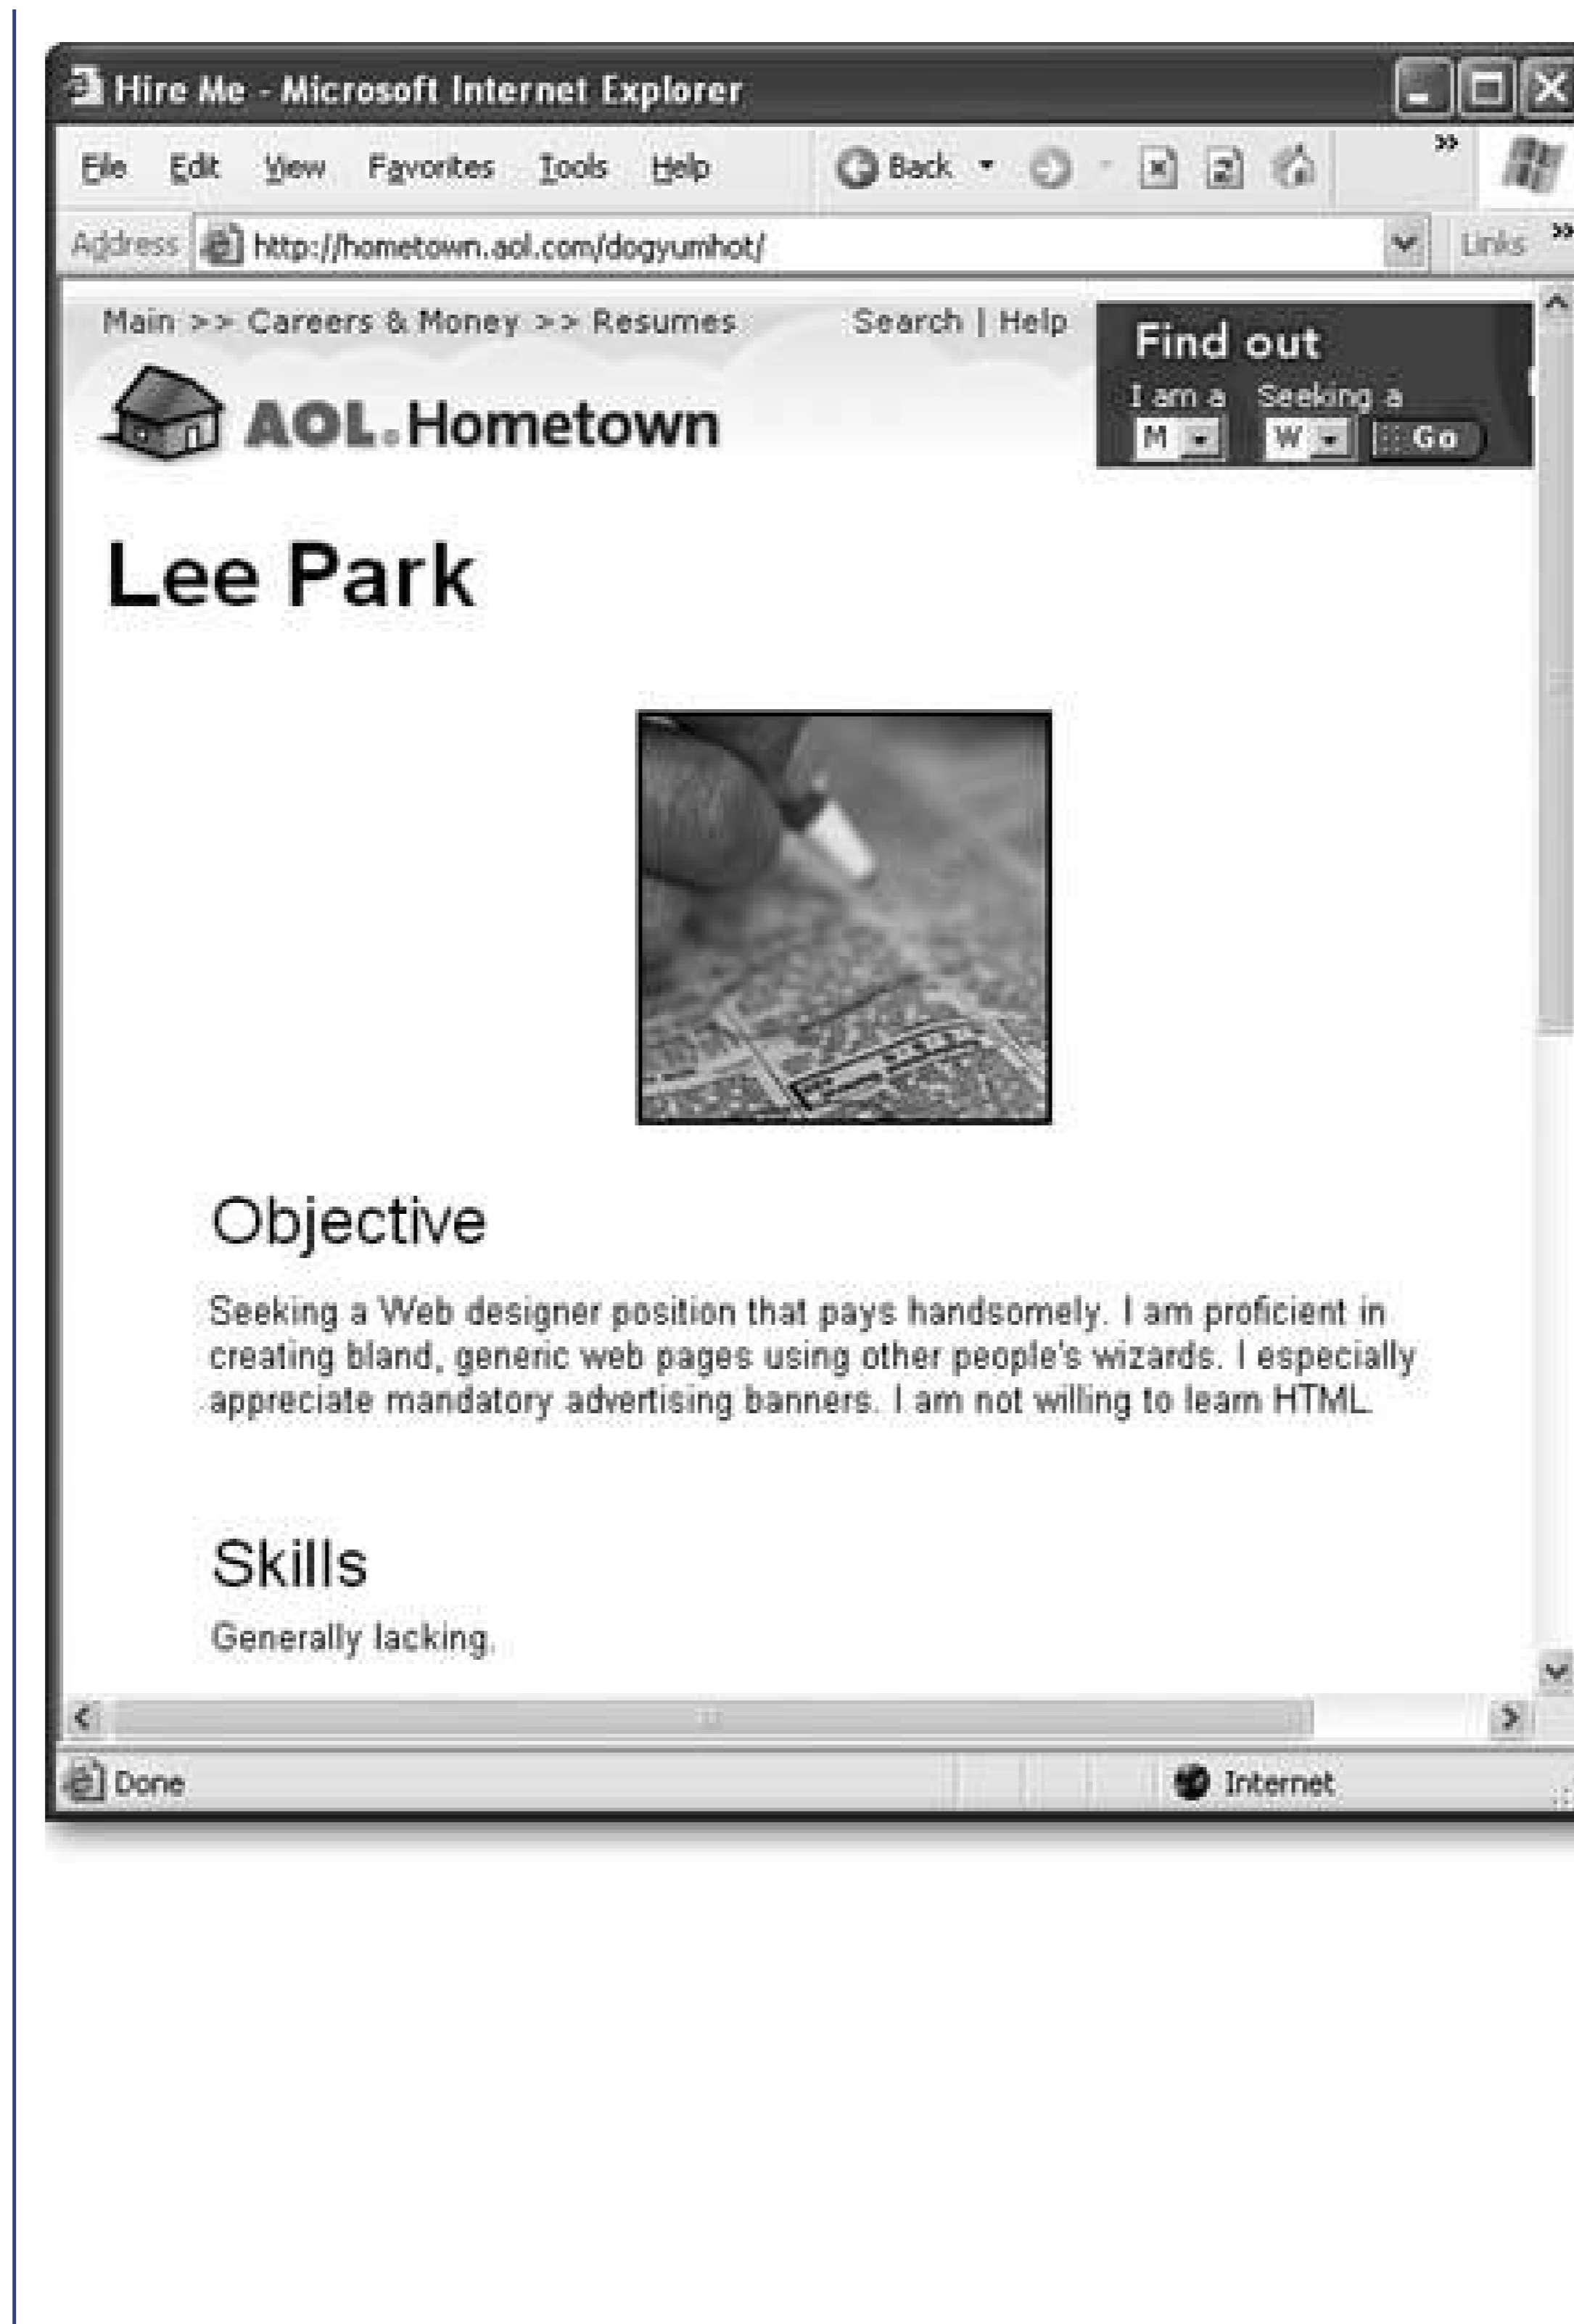 Hire Me - Microsoft Internet Explorer
File Edit View Favorites Tools Help Back »
Address http://hometown.aol.com/dogyumhot/ Links »
Main >> Careers & Money >> Resumes Search | Help
Find out
I am a Seeking a
M W Go
AOL Hometown
Lee Park
Objective
Seeking a Web designer position that pays handsomely. I am proficient in
creating bland, generic web pages using other people's wizards. I especially
appreciate mandatory advertising banners. I am not willing to learn HTML.
Skills
Generally lacking.
Done Internet